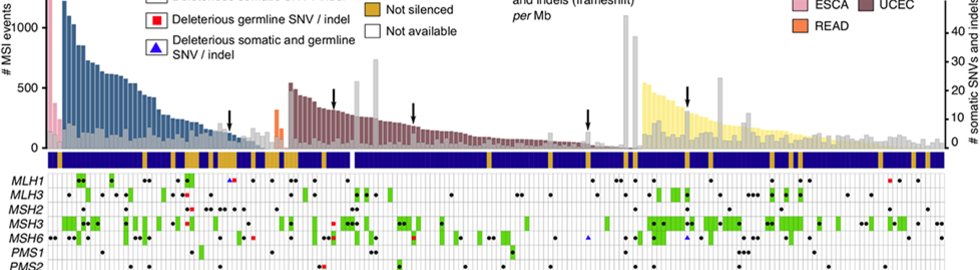 and indels (frameshift)
per Mb
# MSI events
1000
500
0
Deleterious germline SNV / indel
Deleterious somatic and germline
SNV / indel
Not silenced
Not available
ESCA
UCEC
READ
40
30
20
10
0
# somatic SNVs and indels
MLH1
MLH3
MSH2
MSH3
MSH6
PMS1
PMS2